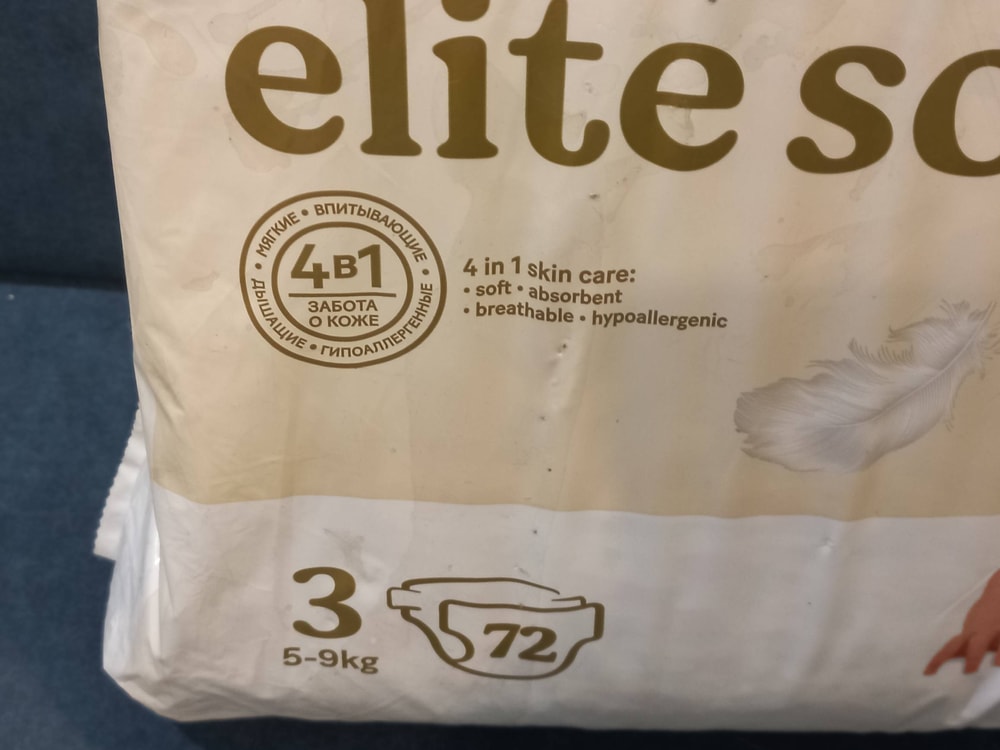 elite so
МЯГКИЕ • ВПИТЫВАЮЩИЕ •
4В1
ЗАБОТА
О КОЖЕ
ДЫШАЩИЕ • ГИПОАЛЛЕРГЕННЫЕ •
4 in 1 skin care:
• soft • absorbent
• breathable • hypoallergenic
3
5-9kg
72